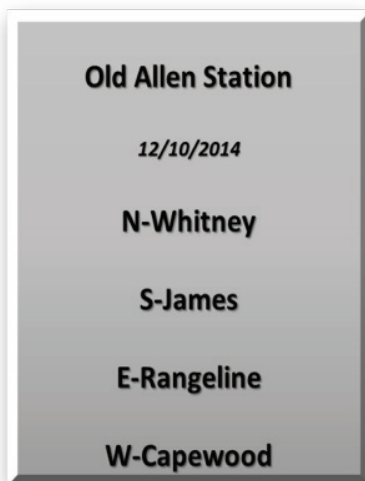 Old Allen Station
12/10/2014
N-Whitney
S-James
E-Rangeline
W-Capewood